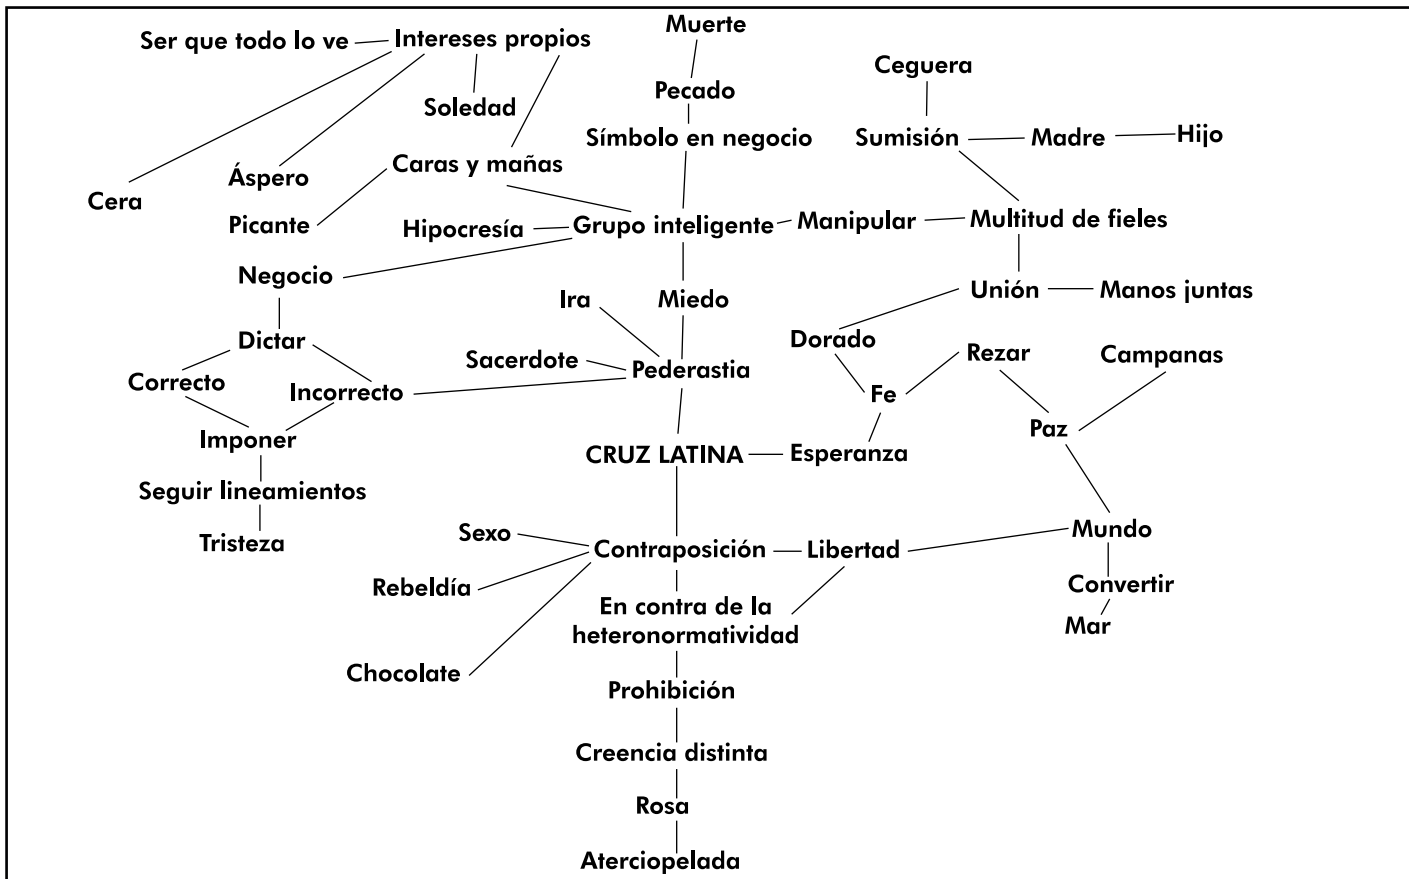 Muerte
Ser que todo lo ve
Intereses propios
Ceguera
Pecado
Soledad
Símbolo en negocio
Sumisión
Madre
Hijo
Caras y mañas
Áspero
Cera
Picante
Hipocresía
Grupo inteligente
Manipular
Multitud de fieles
Negocio
Ira
Miedo
Unión
Manos juntas
Dictar
Dorado
Sacerdote
Pederastia
Rezar
Campanas
Correcto
Incorrecto
Fe
Imponer
Paz
CRUZ LATINA
Esperanza
Seguir lineamientos
Tristeza
Sexo
Contraposición
Libertad
Mundo
Rebeldía
Convertir
En contra de la
heteronormatividad
Mar
Chocolate
Prohibición
Creencia distinta
Rosa
Aterciopelada